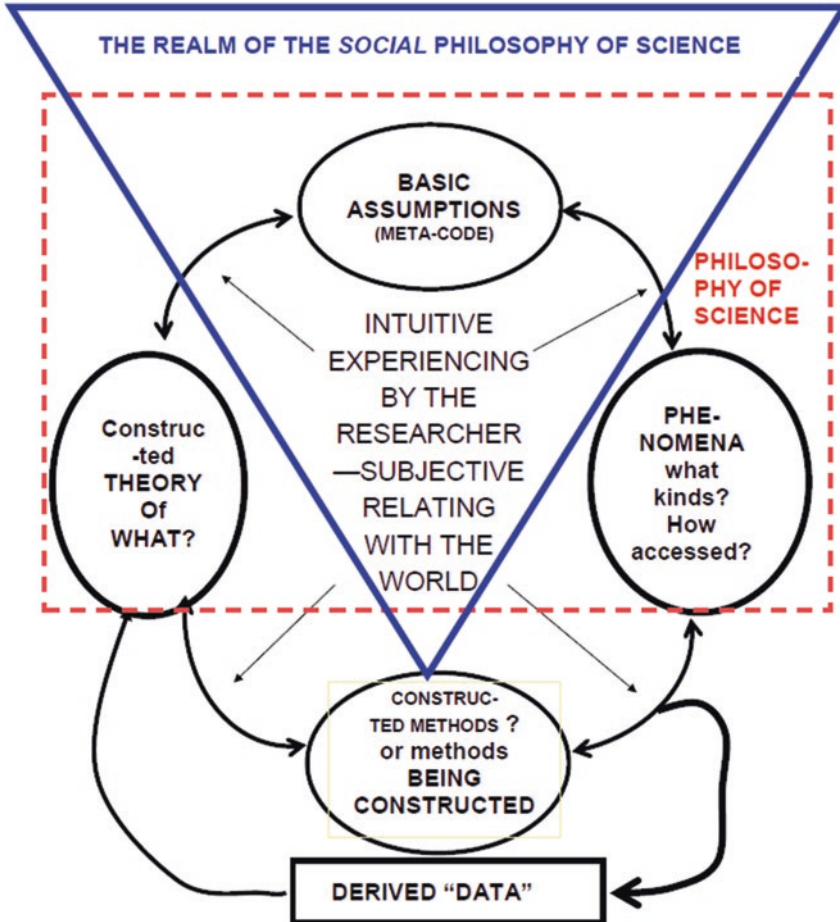 THE REALM OF THE SOCIAL PHILOSOPHY OF SCIENCE
BASIC
ASSUMPTIONS
(META-CODE)
PHILOSO-
PHY OF
SCIENCE
INTUITIVE
EXPERIENCING
BY THE
RESEARCHER
—SUBJECTIVE
RELATING
WITH THE
WORLD
Construc
-ted
THEORY
Of
WHAT?
PHE-
NOMENA
what
kinds?
How
accessed?
CONSTRUC-
TED METHODS ?
or methods
BEING
CONSTRUCTED
DERIVED “DATA”